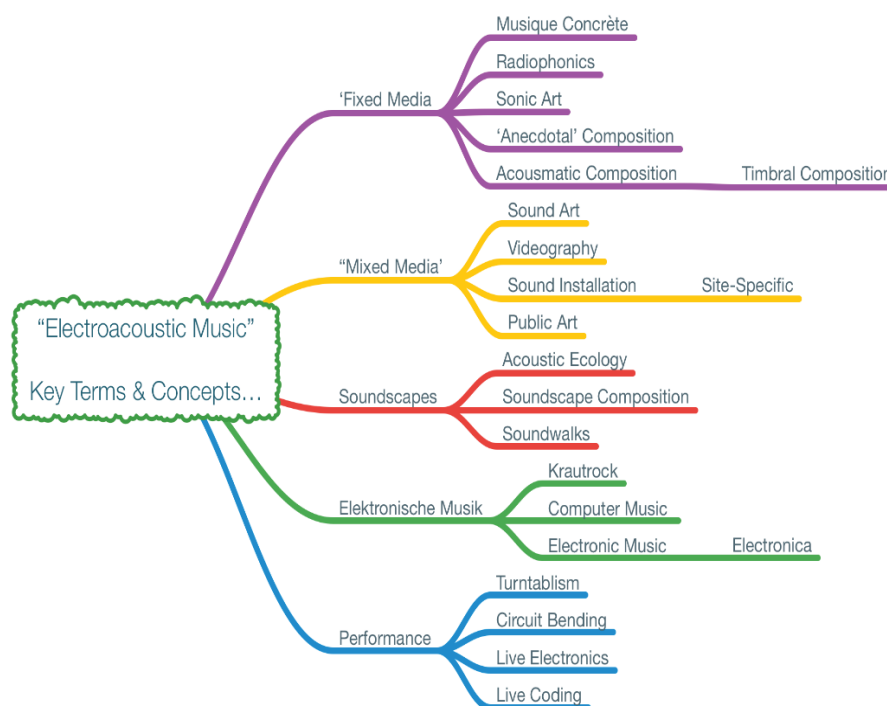 “Electroacoustic Music”
Key Terms & Concepts...
‘Fixed Media
Musique Concrète
Radiophonics
Sonic Art
‘Anecdotal’ Composition
Acousmatic Composition
Timbral Composition
“Mixed Media’
Sound Art
Videography
Sound Installation
Site-Specific
Public Art
Soundscapes
Acoustic Ecology
Soundscape Composition
Soundwalks
Elektronische Musik
Krautrock
Computer Music
Electronic Music
Electronica
Performance
Turntablism
Circuit Bending
Live Electronics
Live Coding